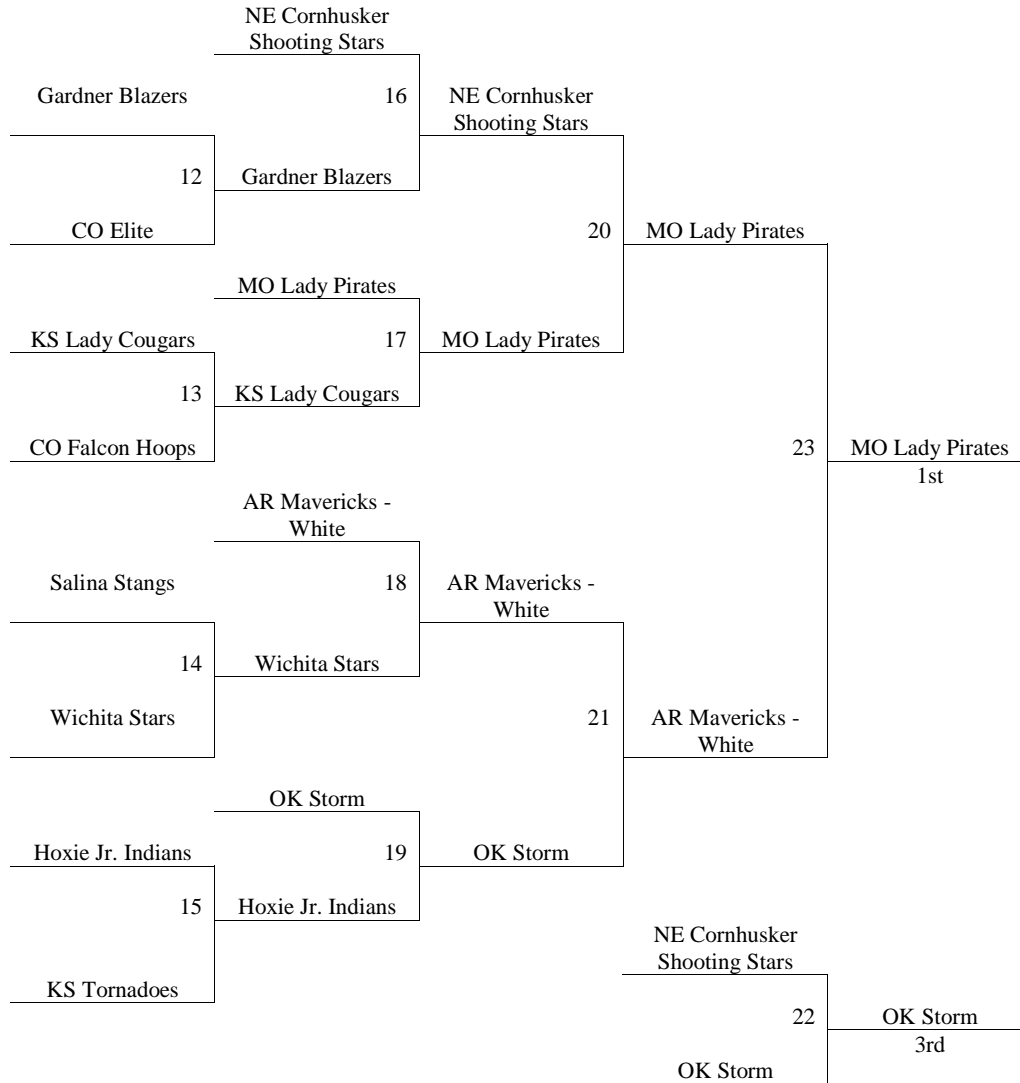 NE Cornhusker
Shooting Stars
Gardner Blazers
16
NE Cornhusker
Shooting Stars
12
Gardner Blazers
CO Elite
20
MO Lady Pirates
MO Lady Pirates
KS Lady Cougars
17
MO Lady Pirates
13
KS Lady Cougars
CO Falcon Hoops
23
MO Lady Pirates
1st
AR Mavericks -
White
Salina Stangs
18
AR Mavericks -
White
14
Wichita Stars
Wichita Stars
21
AR Mavericks -
White
OK Storm
Hoxie Jr. Indians
19
OK Storm
15
Hoxie Jr. Indians
NE Cornhusker
Shooting Stars
KS Tornadoes
22
OK Storm
3rd
OK Storm